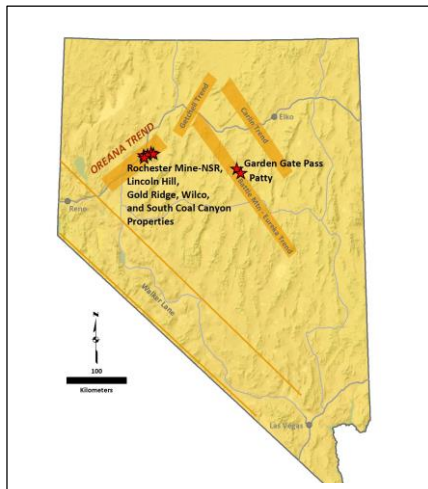 Getchell Trend
Carlin Trend
Elko
OREANA TREND
Garden Gate Pass
Patty
Rochester Mine-NSR,
Lincoln Hill,
Gold Ridge, Wilco,
and South Coal Canyon
Properties
Battle Mtn. - Eureka Trend
Reno
Walker Lane
N
100
Kilometers
Las Vegas